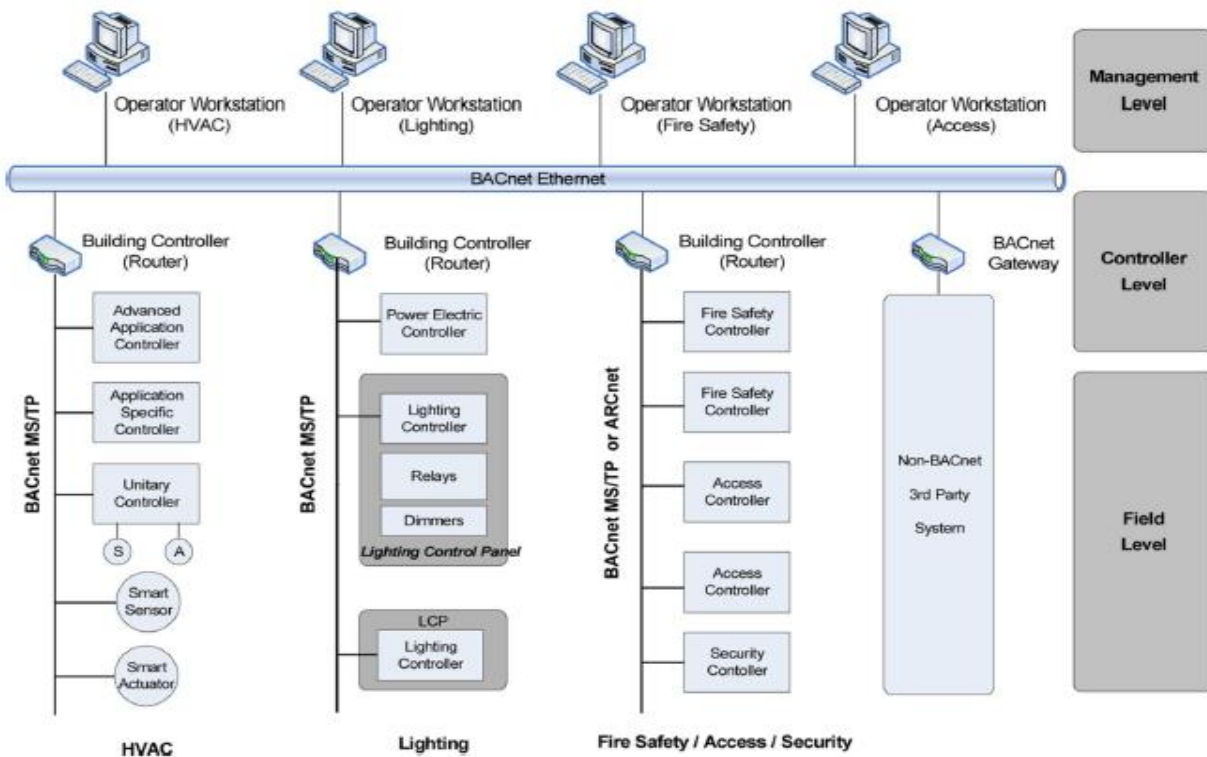 Operator Workstation
(HVAC)
Operator Workstation
(Lighting)
Operator Workstation
(Fire Safety)
Operator Workstation
(Access)
Management
Level
BACnet Ethernet
Building Controller
(Router)
Building Controller
(Router)
Building Controller
(Router)
BACnet
Gateway
Controller
Level
BACnet MS/TP
Advanced
Application
Controller
Application
Specific
Controller
Unitary
Controller
S
A
Smart
Sensor
Smart
Actuator
HVAC
BACnet MS/TP
Power Electric
Controller
Lighting
Controller
Relays
Dimmers
Lighting Control Panel
LCP
Lighting
Controller
Lighting
BACnet MS/TP or ARCnet
Fire Safety
Controller
Fire Safety
Controller
Access
Controller
Access
Controller
Security
Contoller
Fire Safety / Access / Security
Non-BACnet
3rd Party
System
Field
Level